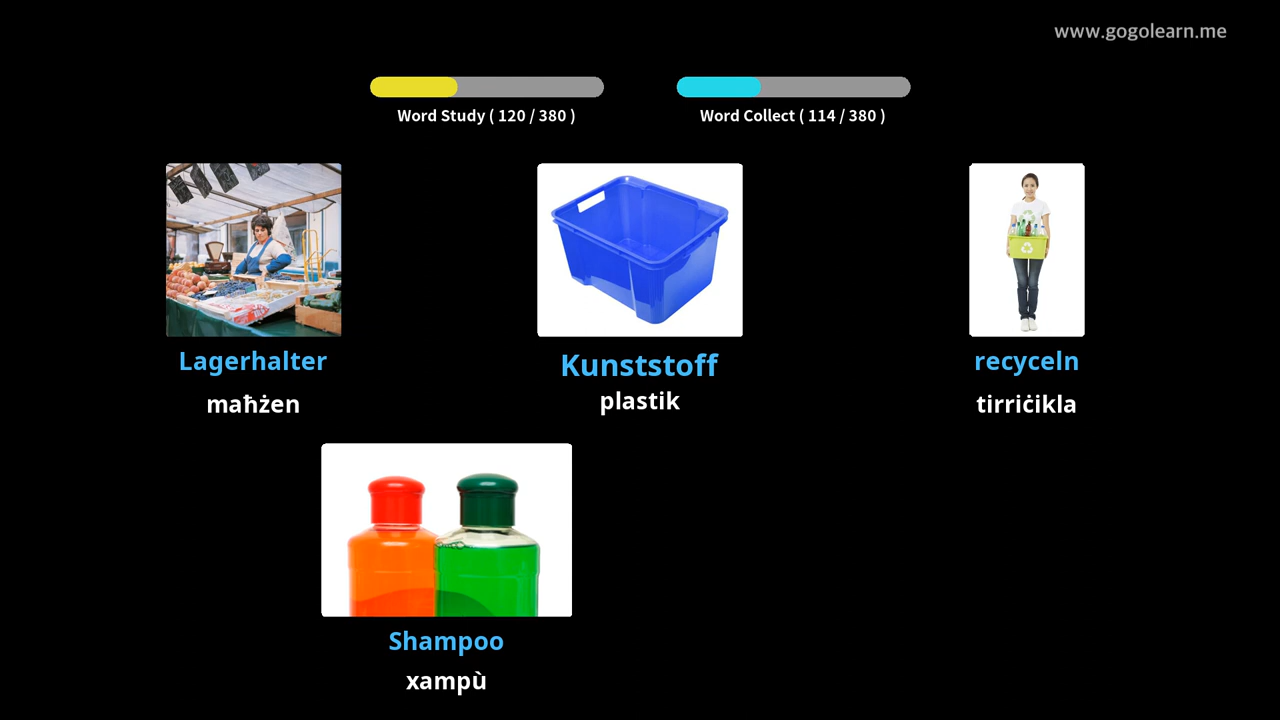 www.gogolearn.me
Word Study ( 120 / 380 )
Word Collect ( 114 / 380 )
Lagerhalter
maħżen
Kunststoff
plastik
recyceln
tirriċikla
Shampoo
xampù